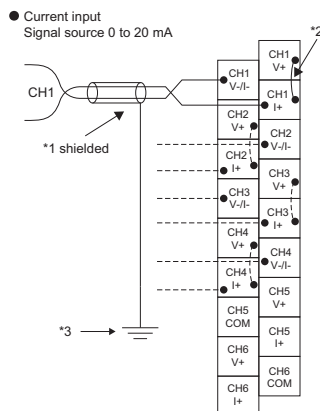 ● Current input
Signal source 0 to 20 mA
*2
CH1
V+
CH1
CH1
V-/I-
CH1
I+
*1 shielded
CH2
V+
CH2
V-/I-
CH2
I+
CH3
V+
CH3
V-/I-
CH3
I+
CH4
V+
CH4
V-/I-
CH4
I+
CH5
V+
CH5
COM
*3
CH5
I+
CH6
V+
CH6
COM
CH6
I+